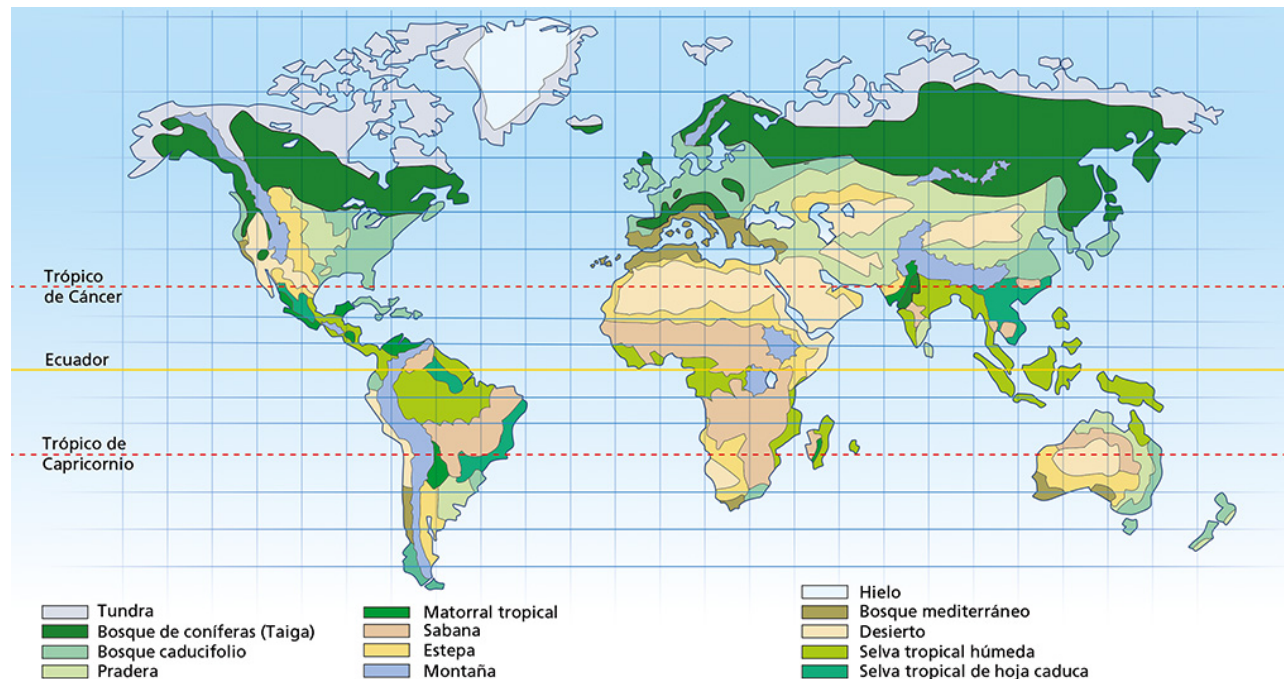 Trópico
de Cáncer
Ecuador
Trópico de
Capricornio
Tundra
Bosque de coníferas (Taiga)
Bosque caducifolio
Pradera
Matorral tropical
Sabana
Estepa
Montaña
Hielo
Bosque mediterráneo
Desierto
Selva tropical húmeda
Selva tropical de hoja caduca